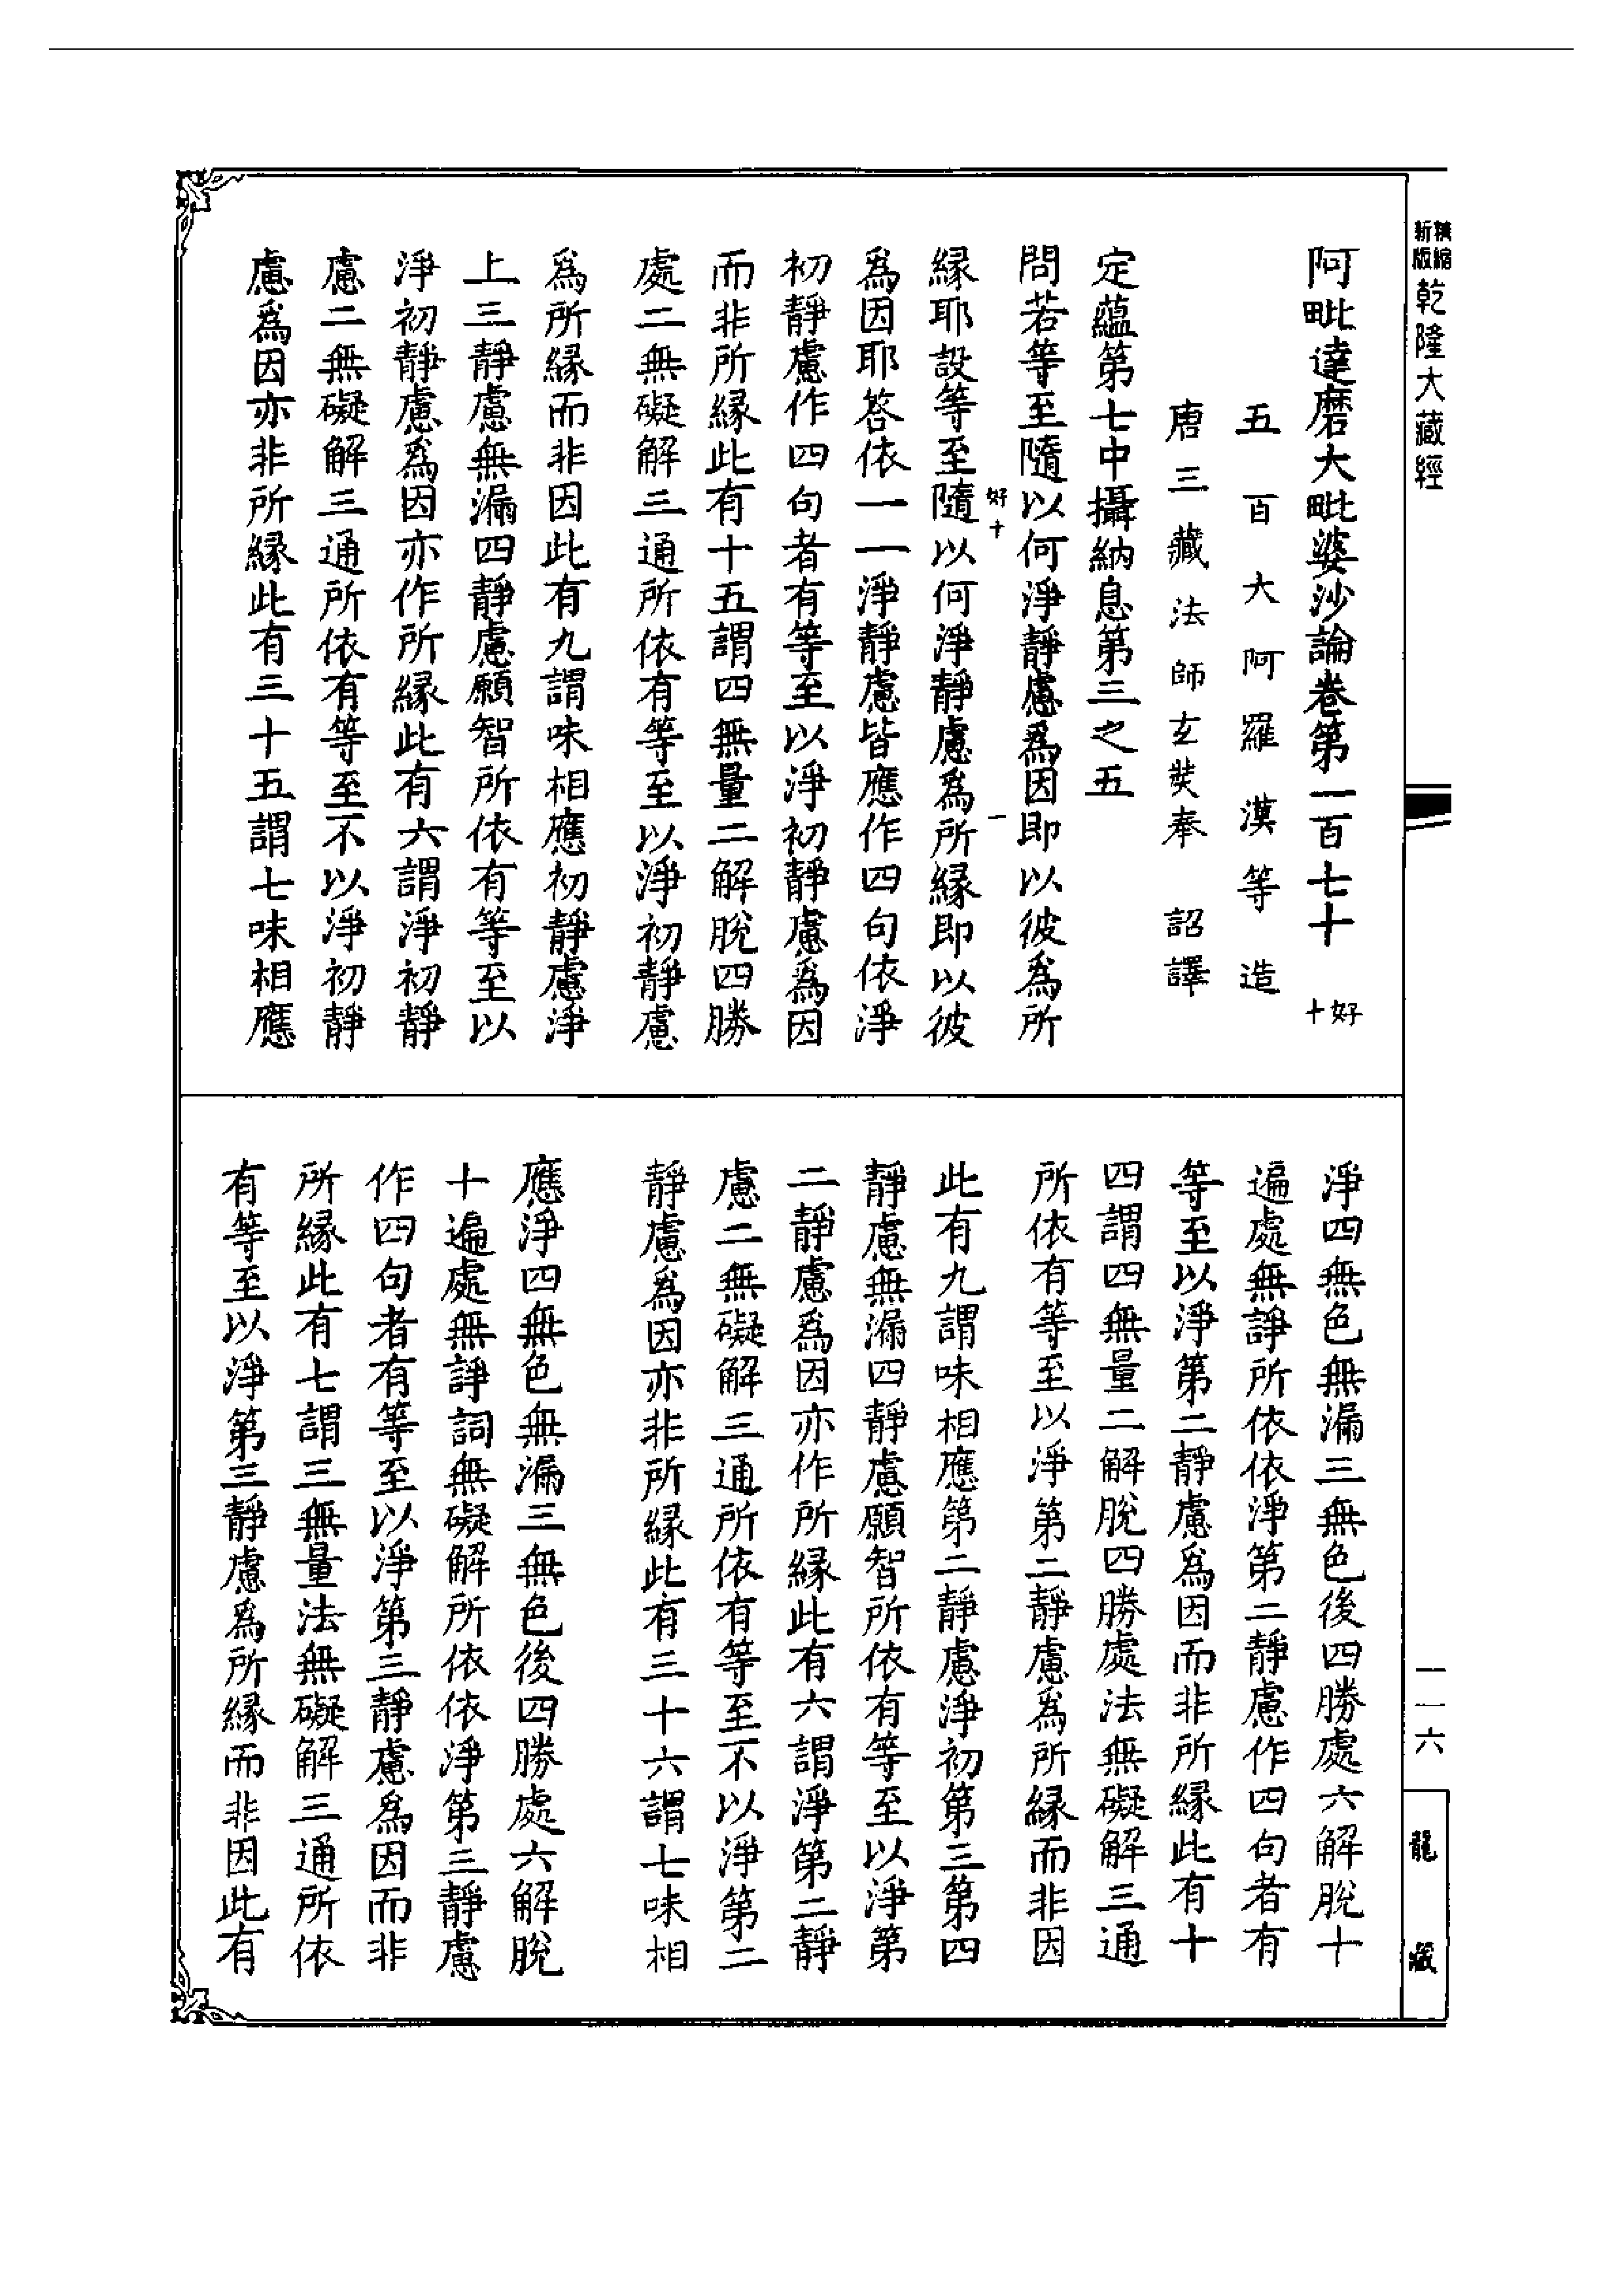 精縮新版乾隆大藏經
一一六
龍藏
阿毗達磨大毗婆沙論卷第一百七十 好十
五百大阿羅漢等造
唐三藏法師玄奘奉 詔譯
定蘊第七中攝納息第三之五
問若等至隨以何淨靜慮為因即以彼為所
好十 一
緣耶設等至隨以何淨靜慮為所緣即以彼
為因耶答依一一淨靜慮皆應作四句依淨
初靜慮作四句者有等至以淨初靜慮為因
而非所緣此有十五謂四無量二解脫四勝
處二無礙解三通所依有等至以淨初靜慮
為所緣而非因此有九謂味相應初靜慮淨
上三靜慮無漏四靜慮願智所依有等至以
淨初靜慮為因亦作所緣此有六謂淨初靜
慮二無礙解三通所依有等至不以淨初靜
慮為因亦非所緣此有三十五謂七味相應
淨四無色無漏三無色後四勝處六解脫十
遍處無諍所依依淨第二靜慮作四句者有
等至以淨第二靜慮為因而非所緣此有十
四謂四無量二解脫四勝處法無礙解三通
所依有等至以淨第二靜慮為所緣而非因
此有九謂味相應第二靜慮淨初第三第四
靜慮無漏四靜慮願智所依有等至以淨第
二靜慮為因亦作所緣此有六謂淨第二靜
慮二無礙解三通所依有等至不以淨第二
靜慮為因亦非所緣此有三十六謂七味相
應淨四無色無漏三無色後四勝處六解脫
十遍處無諍詞無礙解所依依淨第三靜慮
作四句者有等至以淨第三靜慮為因而非
所緣此有七謂三無量法無礙解三通所依
有等至以淨第三靜慮為所緣而非因此有